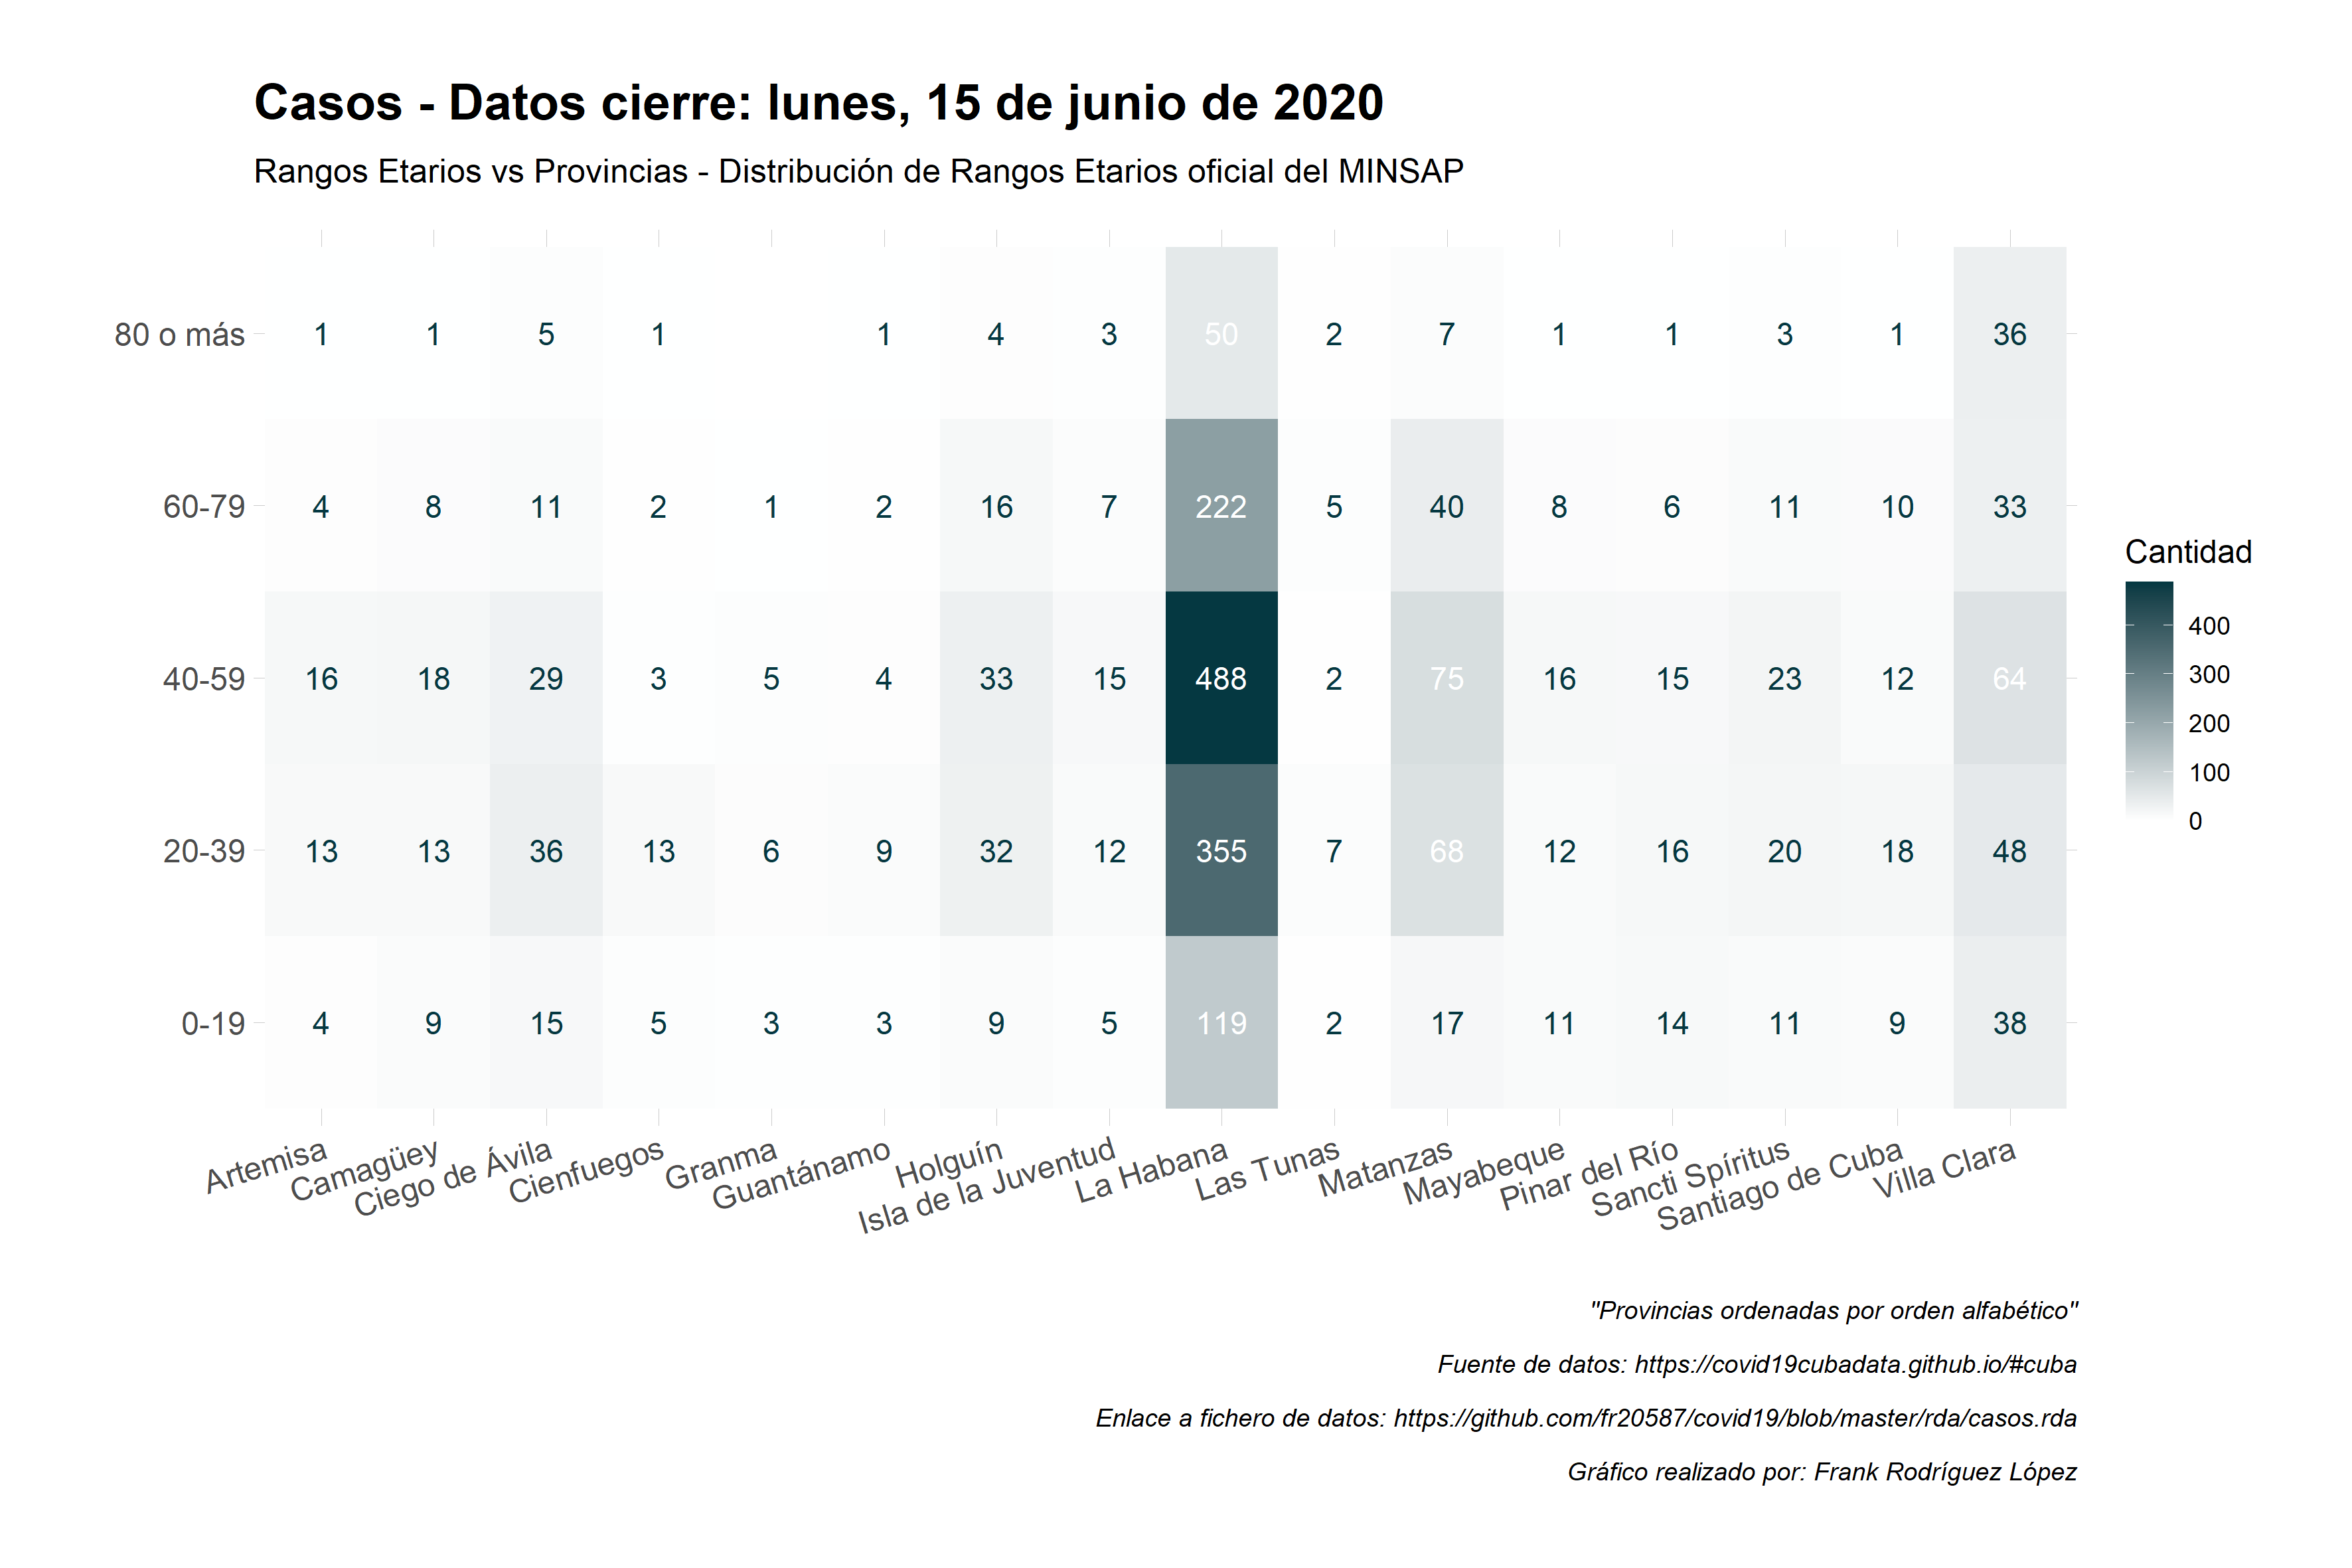 Casos - Datos cierre: lunes, 15 de junio de 2020
Rangos Etarios vs Provincias - Distribución de Rangos Etarios oficial del MINSAP
80 o más 1 1 5 1 1 4 3 50 2 7 1 1 3 1 36
60-79 4 8 11 2 1 2 16 7 222 5 40 8 6 11 10 33
40-59 16 18 29 3 5 4 33 15 488 2 75 16 15 23 12 64
20-39 13 13 36 13 6 9 32 12 355 7 68 12 16 20 18 48
0-19 4 9 15 5 3 3 9 5 119 2 17 11 14 11 9 38
Artemisa
Camagüey
Ciego de Ávila
Cienfuegos
Granma
Guantánamo
Holguín
Isla de la Juventud
La Habana
Las Tunas
Matanzas
Mayabeque
Pinar del Río
Sancti Spíritus
Santiago de Cuba
Villa Clara
Cantidad
400
300
200
100
0
"Provincias ordenadas por orden alfabético"
Fuente de datos: https://covid19cubadata.github.io/#cuba
Enlace a fichero de datos: https://github.com/fr20587/covid19/blob/master/rda/casos.rda
Gráfico realizado por: Frank Rodríguez López